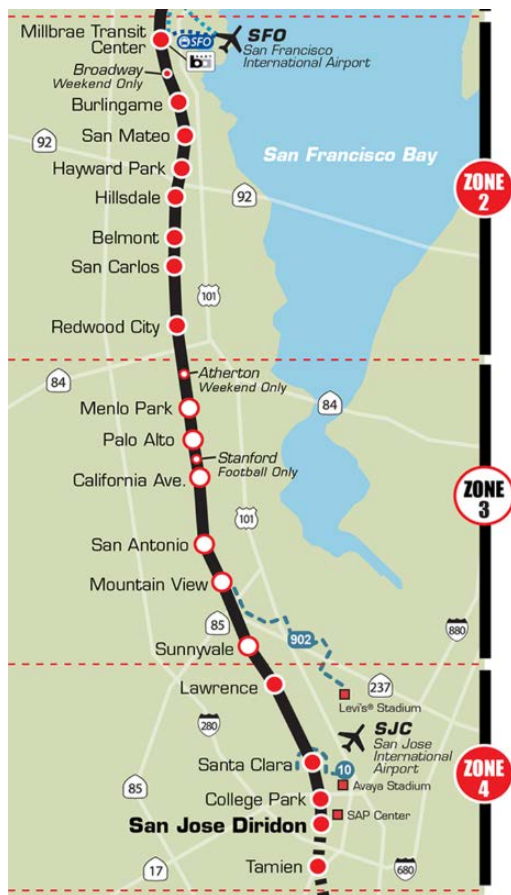 Millbrae Transit
Center
SFO
SFO
San Francisco
International Airport
ba
Broadway
Weekend Only
Burlingame
San Mateo
92
San Francisco Bay
Hayward Park
ZONE
2
Hillsdale
92
Belmont
San Carlos
101
Redwood City
Atherton
Weekend Only
84
84
Menlo Park
Palo Alto
Stanford
Football Only
California Ave.
ZONE
3
101
San Antonio
Mountain View
85
902
880
Sunnyvale
237
Lawrence
Levi's® Stadium
280
SJC
San Jose
International
Airport
Santa Clara
10
ZONE
4
85
Avaya Stadium
College Park
SAP Center
San Jose Diridon
17
Tamien
680